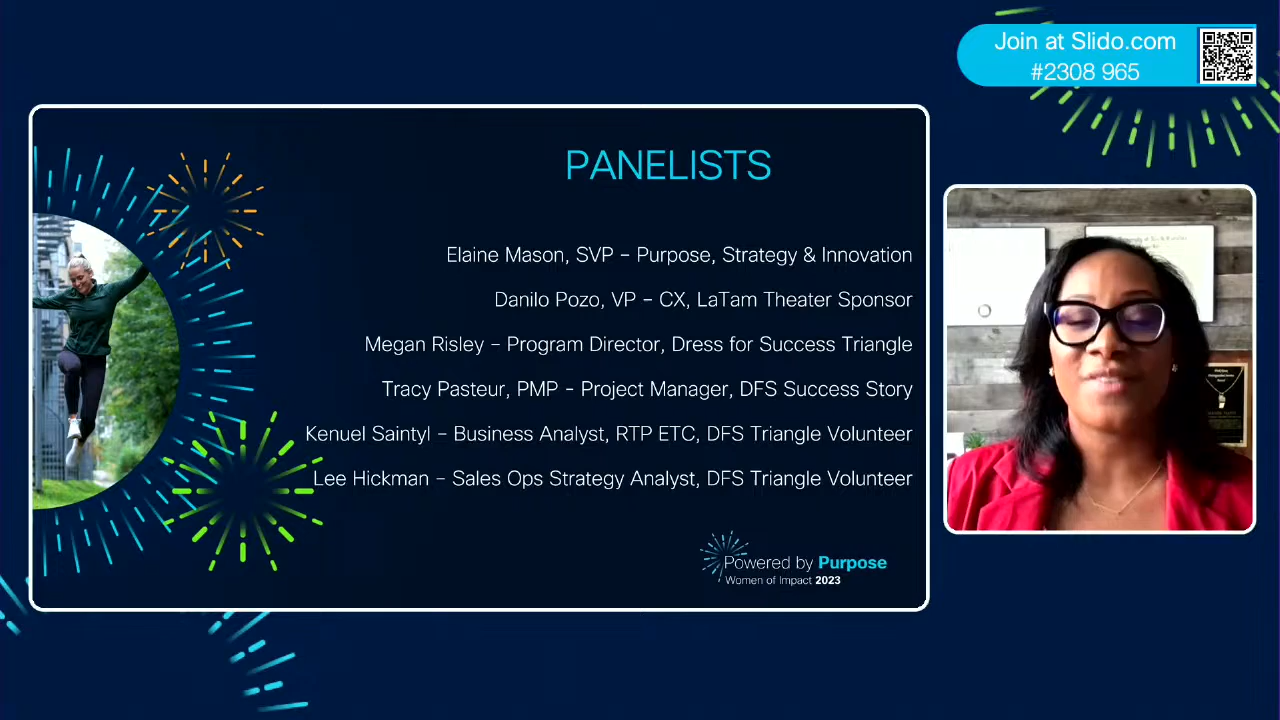 Join at Slido.com
#2308 965
PANELISTS
Elaine Mason, SVP – Purpose, Strategy & Innovation
Danilo Pozo, VP – CX, LaTam Theater Sponsor
Megan Risley – Program Director, Dress for Success Triangle
Tracy Pasteur, PMP – Project Manager, DFS Success Story
Kenuel Saintyl – Business Analyst, RTP ETC, DFS Triangle Volunteer
Lee Hickman – Sales Ops Strategy Analyst, DFS Triangle Volunteer
Powered by Purpose
Women of Impact 2023